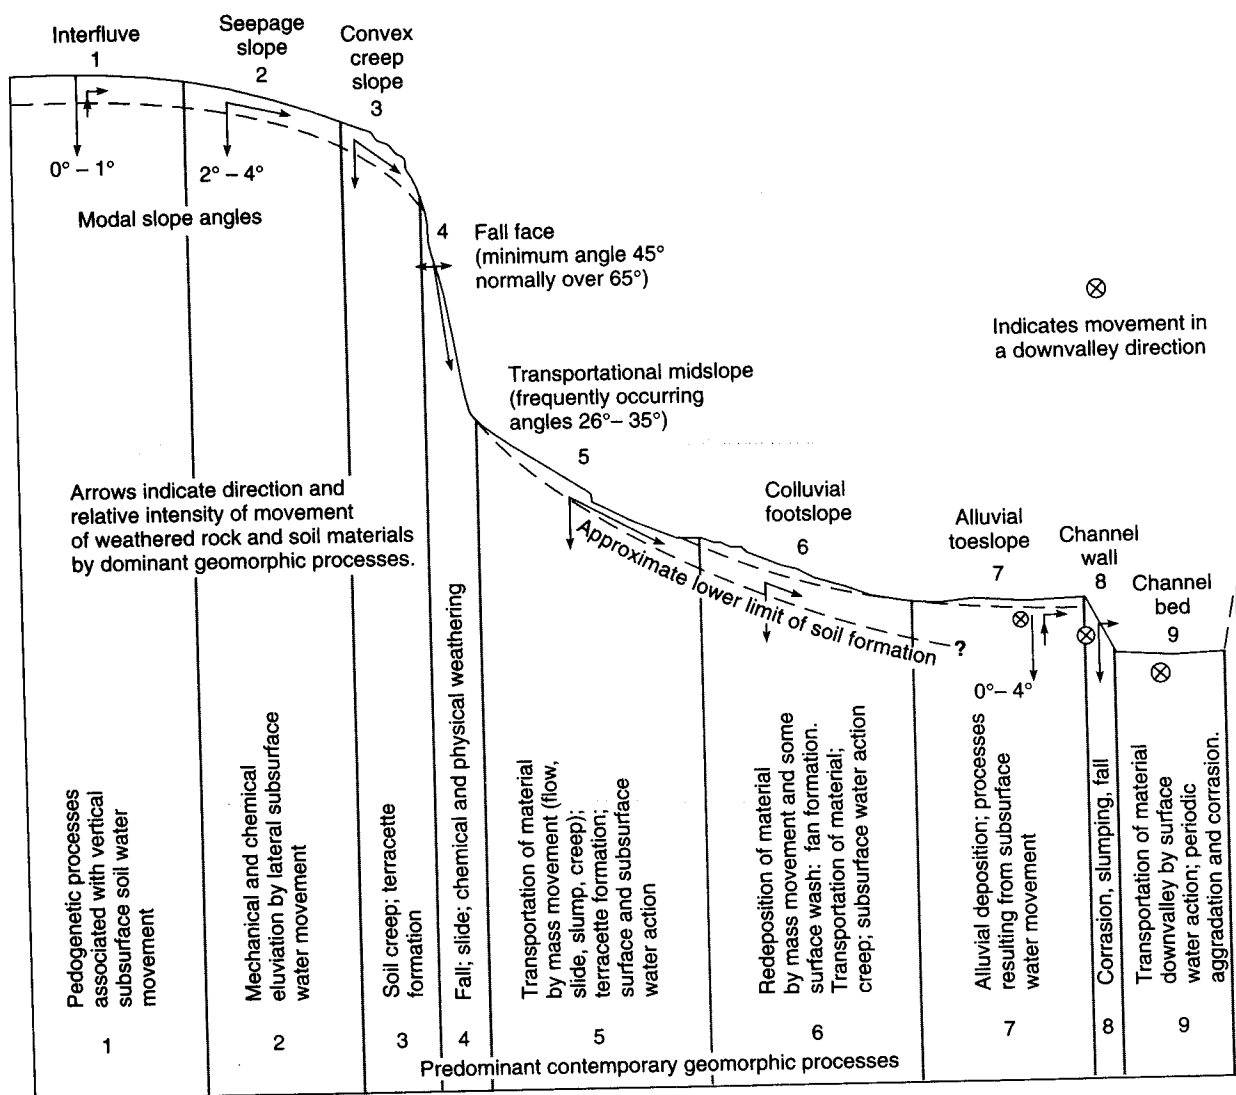 Interfluve
1
Seepage
slope
2
Convex
creep
slope
3
0° – 1°
2° – 4°
Modal slope angles
4
Fall face
(minimum angle 45°
normally over 65°)
⊗
Indicates movement in
a downvalley direction
Transportational midslope
(frequently occurring
angles 26°– 35°)
5
Arrows indicate direction and
relative intensity of movement
of weathered rock and soil materials
by dominant geomorphic processes.
Colluvial
footslope
6
Alluvial
toeslope
7
Channel
wall
8
Channel
bed
9
Approximate lower limit of soil formation
?
0°– 4°
Pedogenetic processes
associated with vertical
subsurface soil water
movement
Mechanical and chemical
eluviation by lateral subsurface
water movement
Soil creep; terracette
formation
Fall; slide; chemical and physical weathering
Transportation of material
by mass movement (flow,
slide, slump, creep);
terracette formation;
surface and subsurface
water action
Redeposition of material
by mass movement and some
surface wash: fan formation.
Transportation of material;
creep; subsurface water action
Alluvial deposition; processes
resulting from subsurface
water movement
Corrasion, slumping, fall
Transportation of material
downvalley by surface
water action; periodic
aggradation and corrasion.
1
2
3
4
5
6
7
8
9
Predominant contemporary geomorphic processes